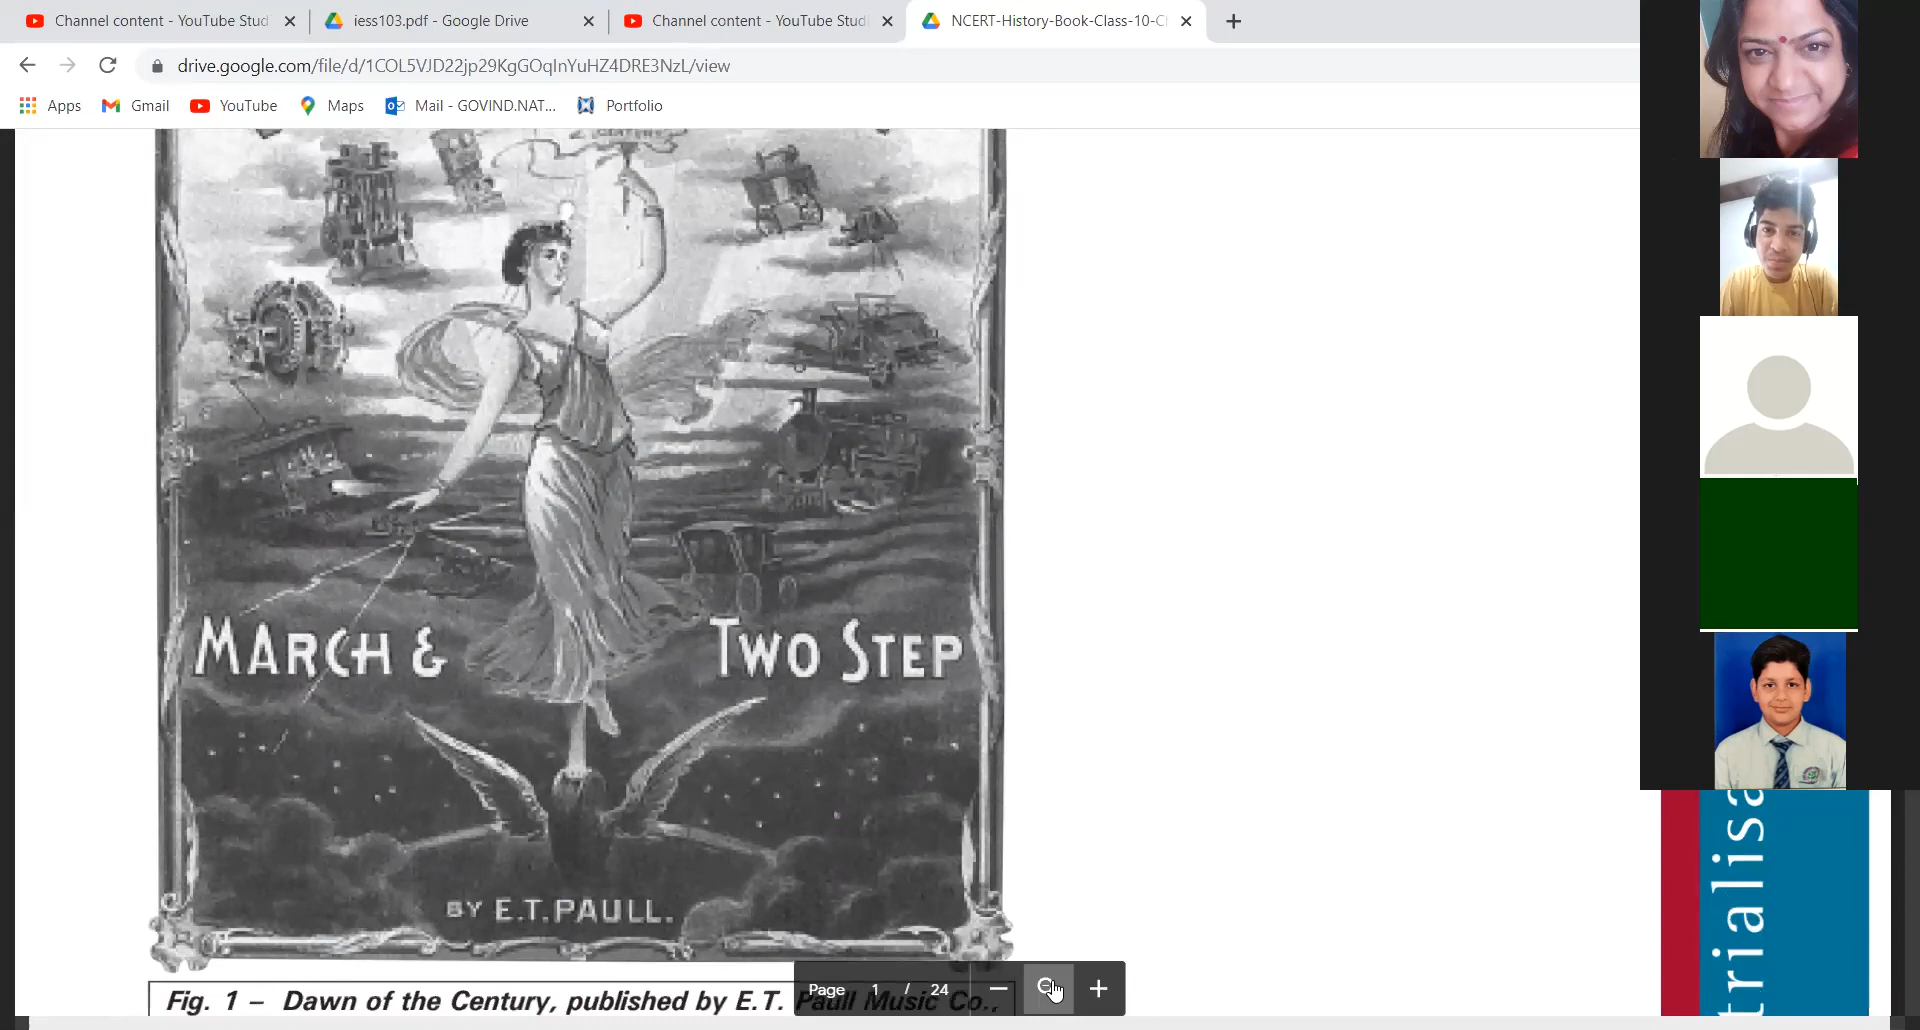 Channel content - YouTube Stud
iess103.pdf - Google Drive
Channel content - YouTube Studi
NCERT-History-Book-Class-10-C
drive.google.com/file/d/1COL5VJD22jp29KgGOqInYuHZ4DRE3NzL/view
Apps
Gmail
YouTube
Maps
Mail - GOVIND.NAT...
Portfolio
MARCH & TWO STEP
BY E.T. PAULL.
Fig. 1 – Dawn of the Century, published by E.T. Paull Music Co.,
Page 1 / 24
trialisa